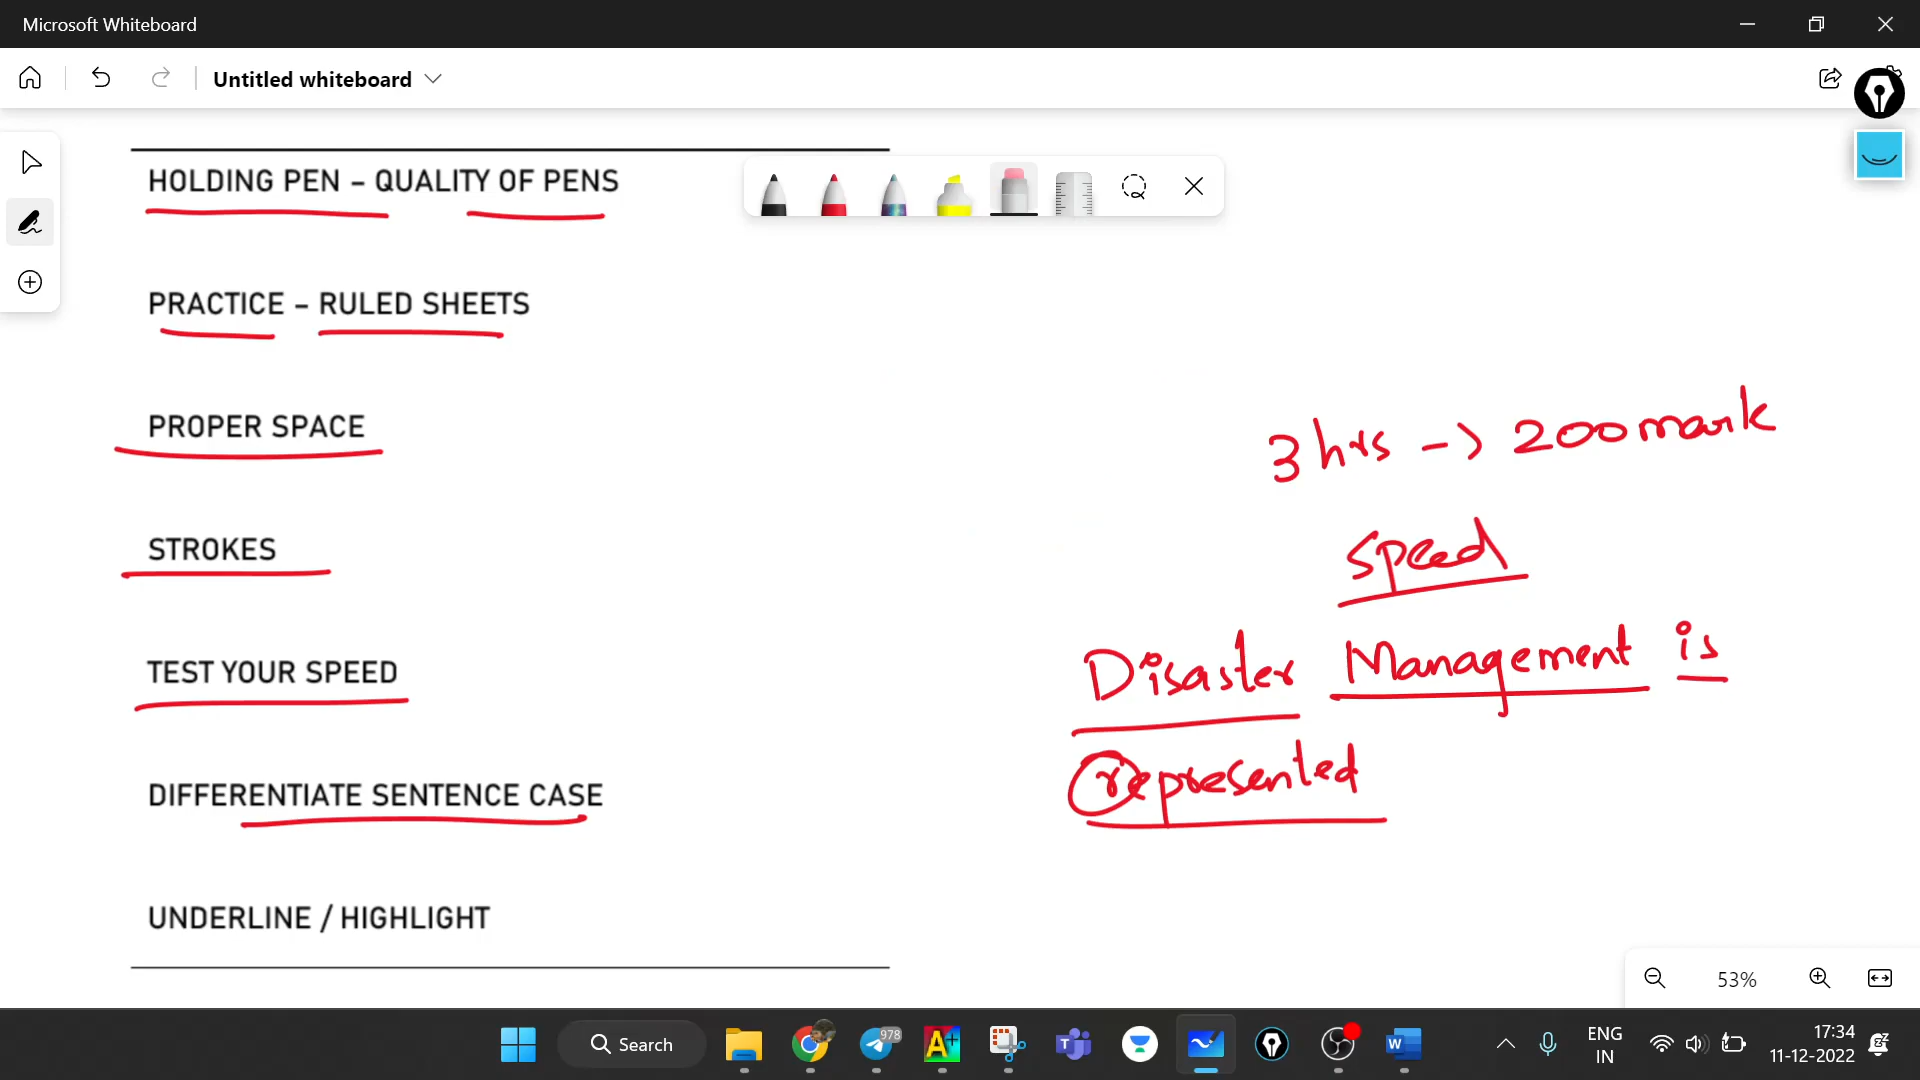 Microsoft Whiteboard
Untitled whiteboard
HOLDING PEN – QUALITY OF PENS
PRACTICE – RULED SHEETS
PROPER SPACE
3 hrs -> 200 mark
STROKES
Speed
Disaster Management is
TEST YOUR SPEED
represented
DIFFERENTIATE SENTENCE CASE
UNDERLINE / HIGHLIGHT
53%
Search
978
A+
T
W
ENG
IN
17:34
11-12-2022